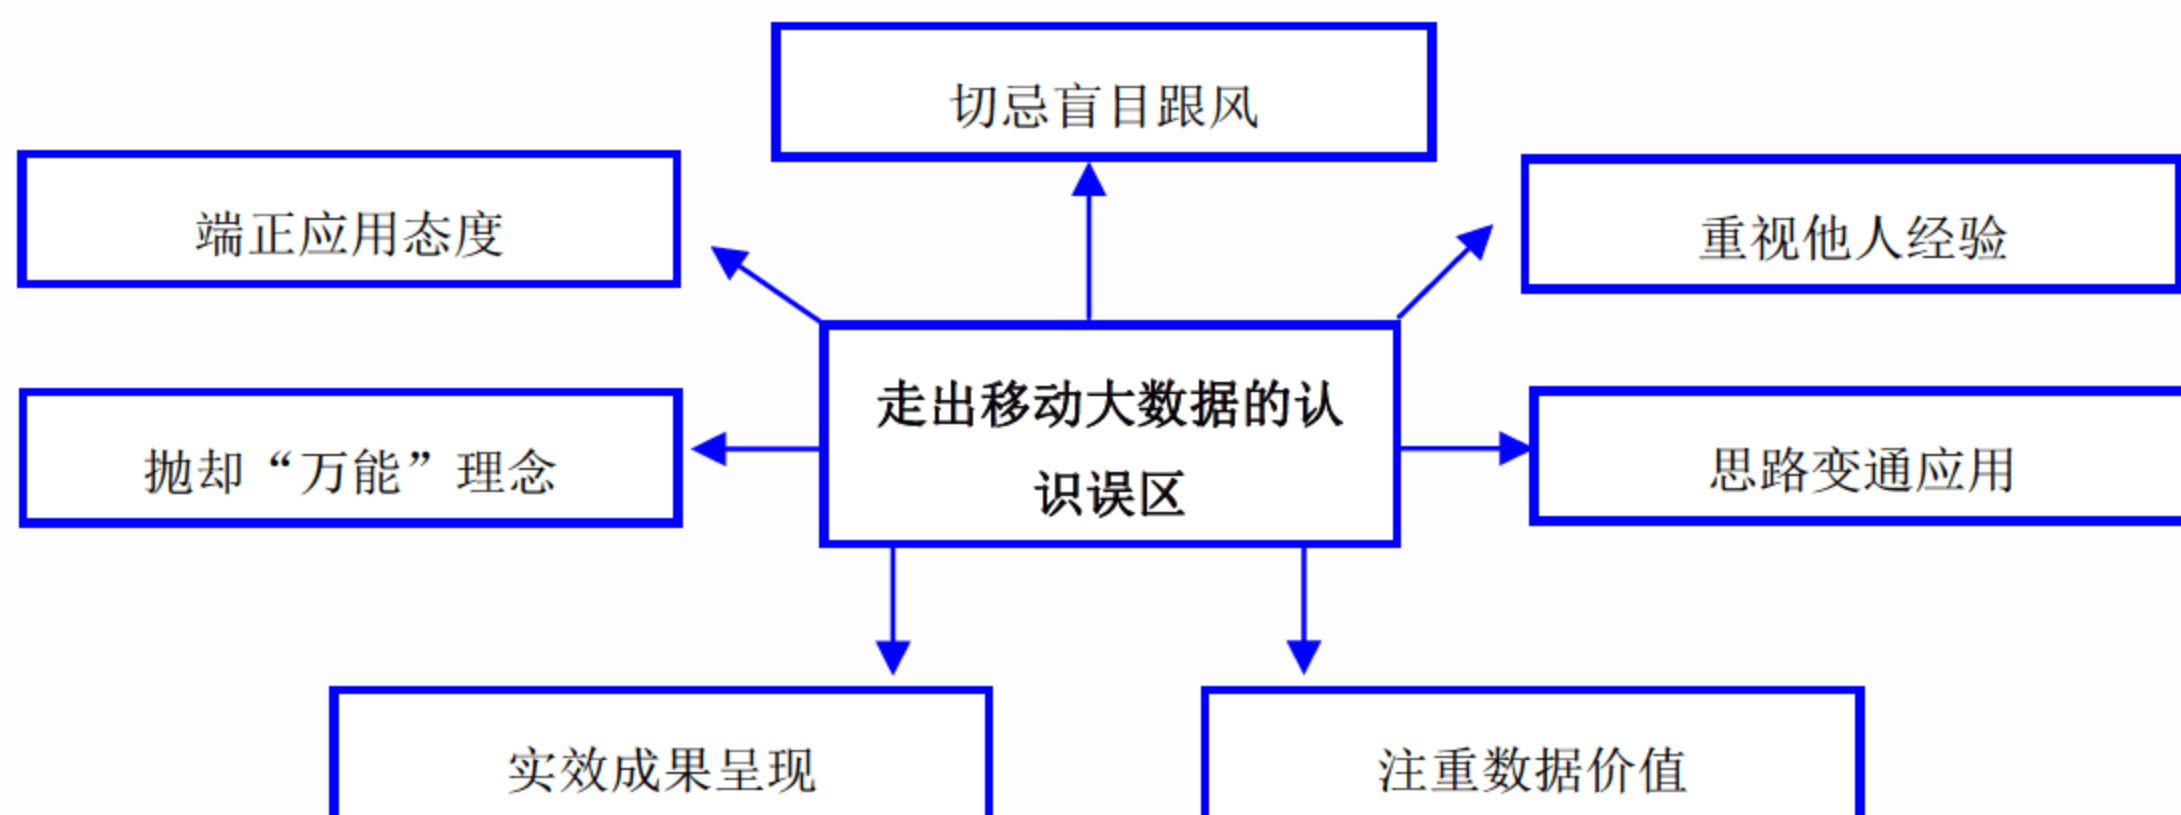 切忌盲目跟风
端正应用态度
重视他人经验
走出移动大数据的认
识误区
抛却“万能”理念
思路变通应用
实效成果呈现
注重数据价值